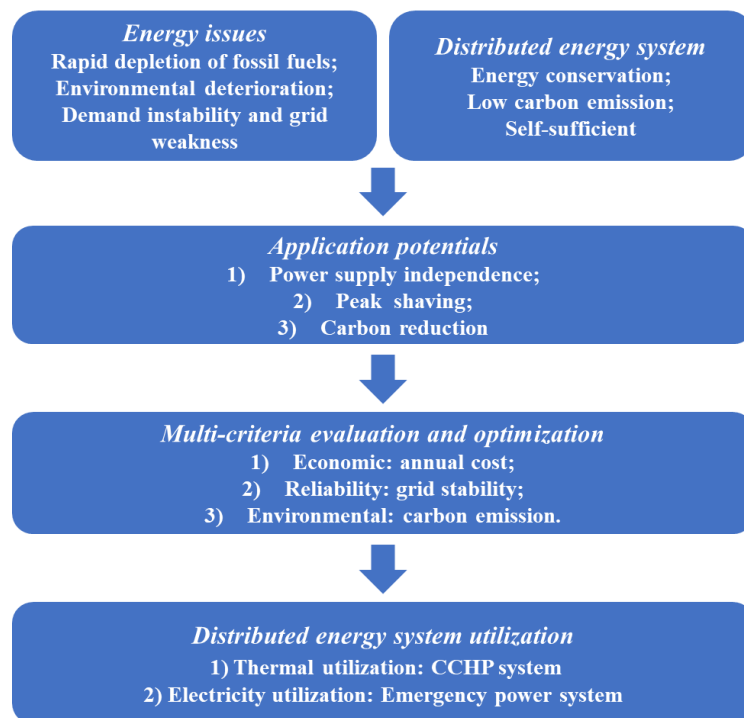 Energy issues
Rapid depletion of fossil fuels;
Environmental deterioration;
Demand instability and grid
weakness
Distributed energy system
Energy conservation;
Low carbon emission;
Self-sufficient
Application potentials
1) Power supply independence;
2) Peak shaving;
3) Carbon reduction
Multi-criteria evaluation and optimization
1) Economic: annual cost;
2) Reliability: grid stability;
3) Environmental: carbon emission.
Distributed energy system utilization
1) Thermal utilization: CCHP system
2) Electricity utilization: Emergency power system